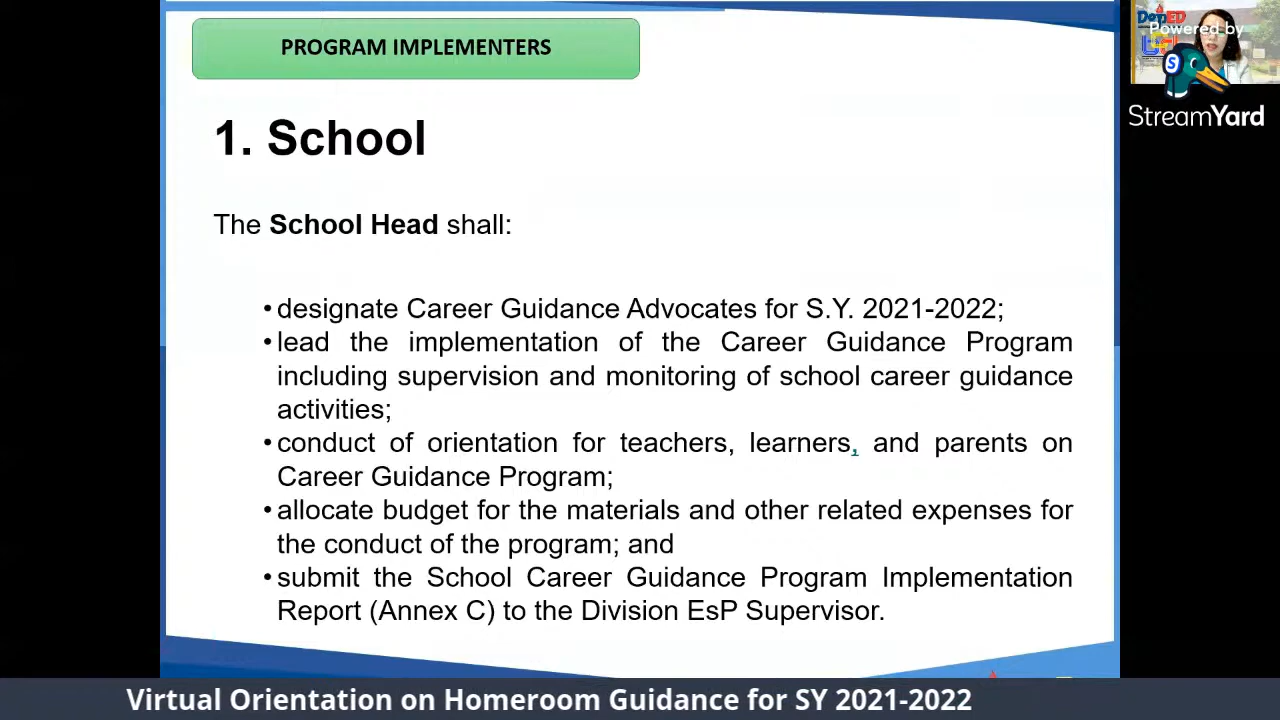 PROGRAM IMPLEMENTERS
DepED
Powered by
S
StreamYard
1. School
The School Head shall:
•designate Career Guidance Advocates for S.Y. 2021-2022;
•lead the implementation of the Career Guidance Program
including supervision and monitoring of school career guidance
activities;
•conduct of orientation for teachers, learners, and parents on
Career Guidance Program;
•allocate budget for the materials and other related expenses for
the conduct of the program; and
•submit the School Career Guidance Program Implementation
Report (Annex C) to the Division EsP Supervisor.
Virtual Orientation on Homeroom Guidance for SY 2021-2022